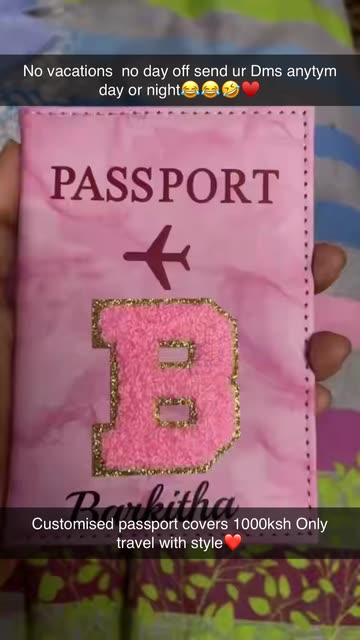 No vacations no day off send ur Dms anytym
day or night😂😂🤣❤️
PASSPORT
B
Barkitha
Customised passport covers 1000ksh Only
travel with style❤️